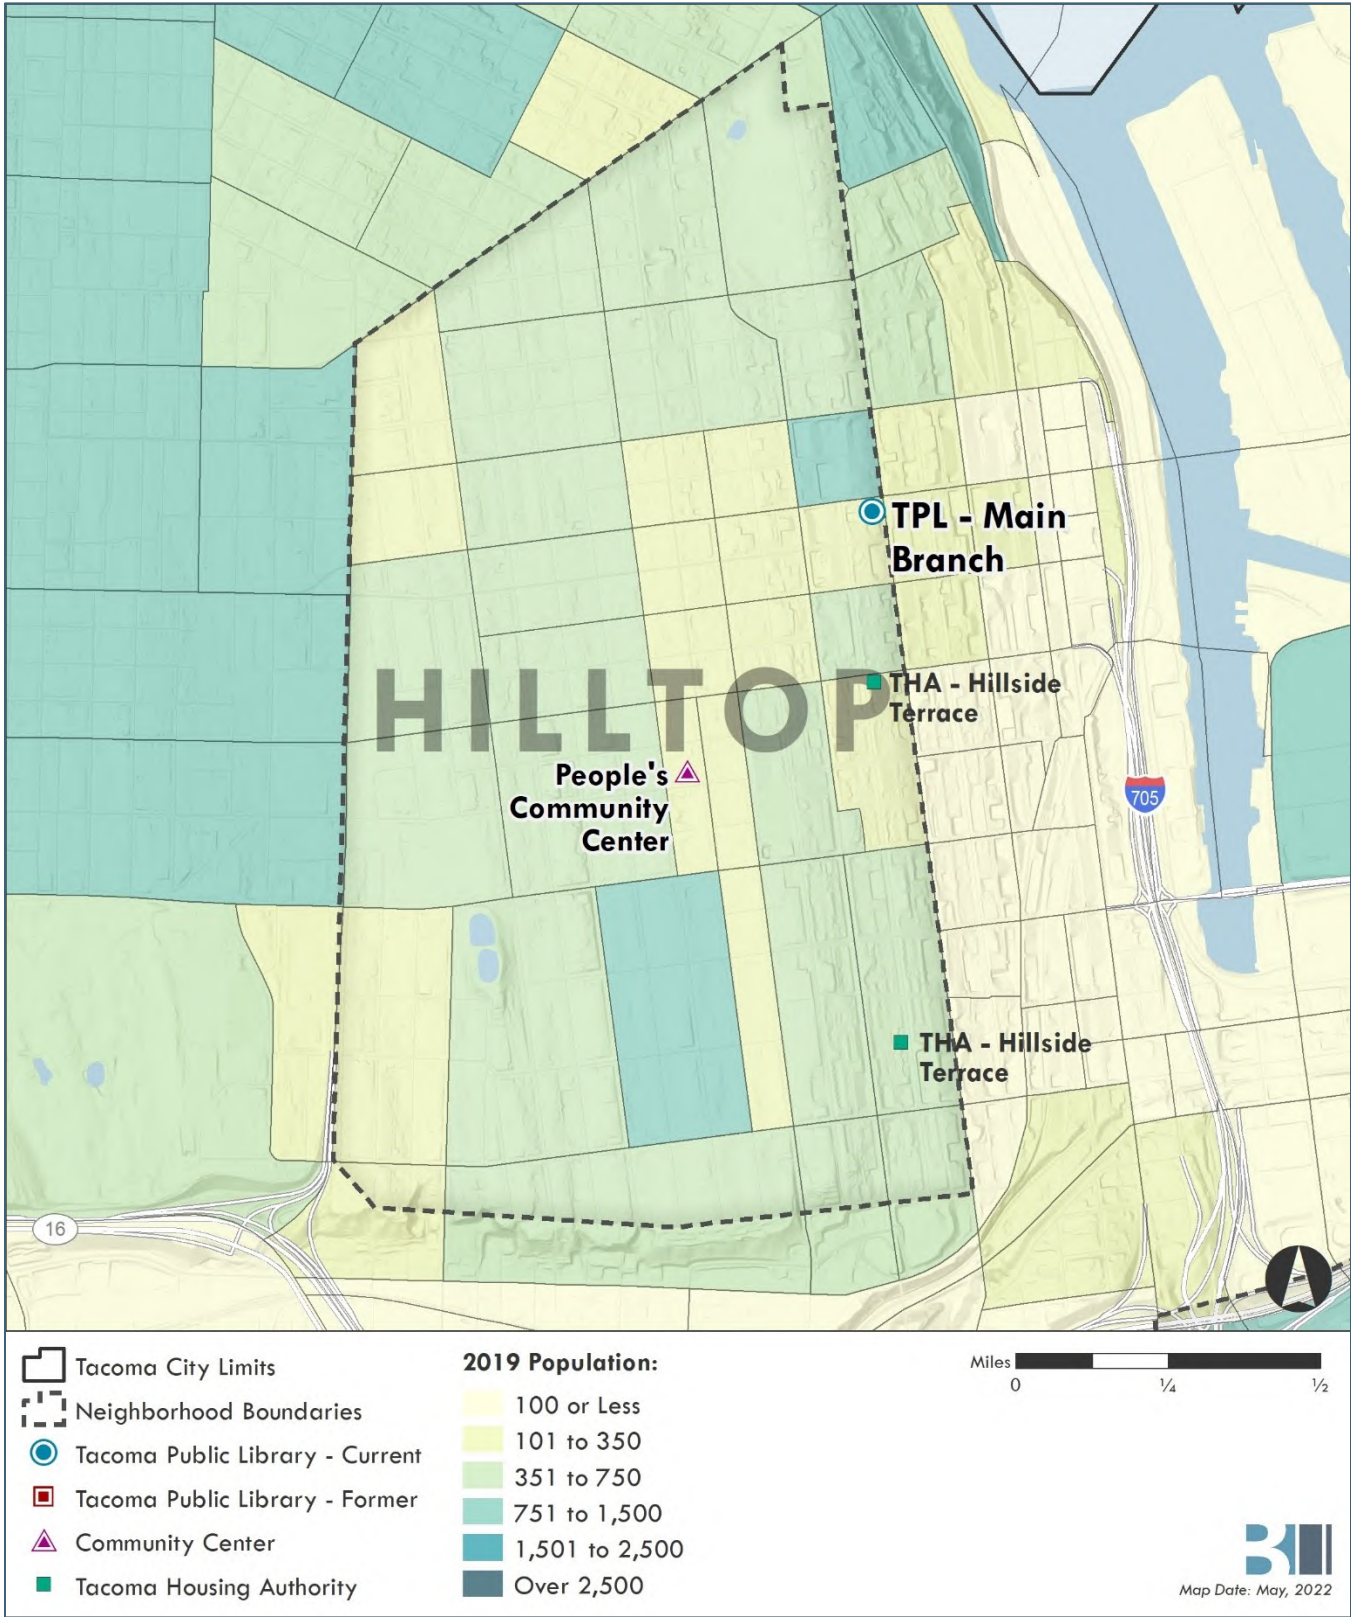 TPL - Main
Branch
HILLTOP
THA - Hillside
Terrace
People's
Community
Center
705
THA - Hillside
Terrace
16
Tacoma City Limits
Neighborhood Boundaries
Tacoma Public Library - Current
Tacoma Public Library - Former
Community Center
Tacoma Housing Authority
2019 Population:
100 or Less
101 to 350
351 to 750
751 to 1,500
1,501 to 2,500
Over 2,500
Miles
0 ¼ ½
Map Date: May, 2022